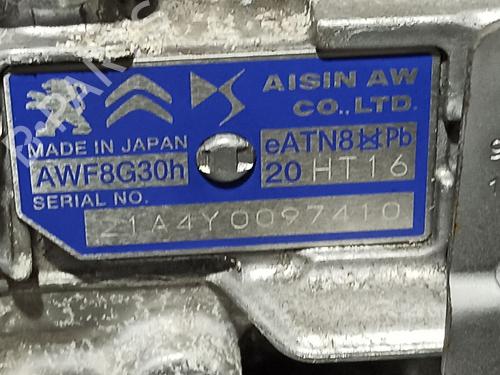 AISIN AW
CO.,LTD.
MADE IN JAPAN
eATN8 Pb
AWF8G30h
20 HT16
SERIAL NO.
21A4Y0097410